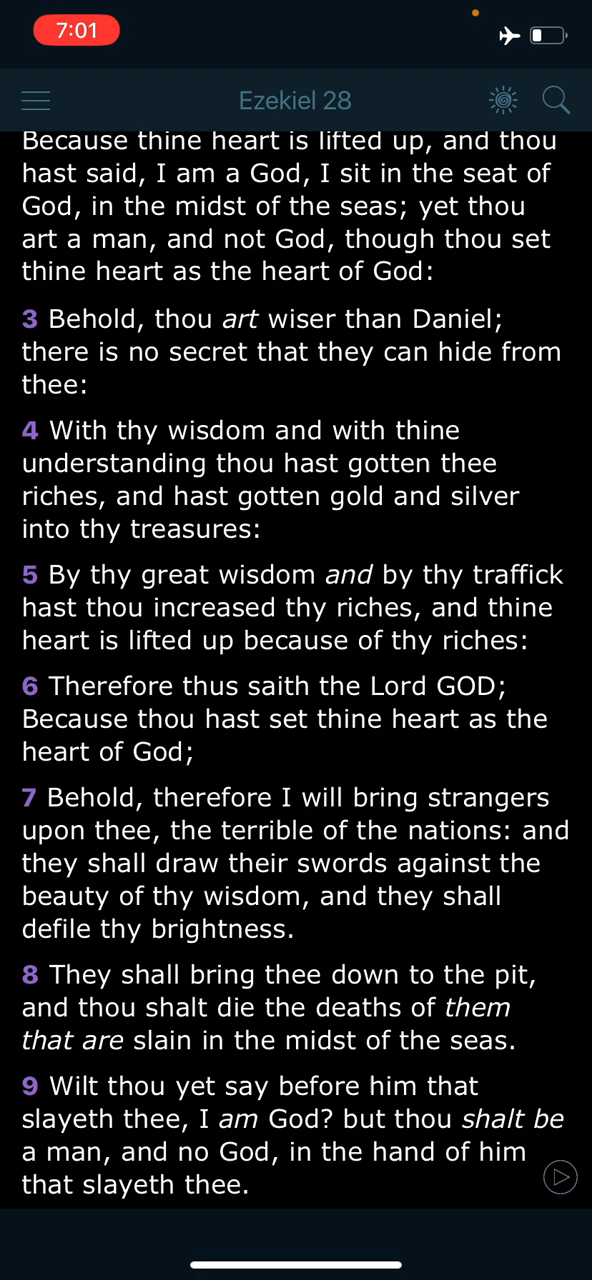 7:01
Ezekiel 28
Because thine heart is lifted up, and thou
hast said, I am a God, I sit in the seat of
God, in the midst of the seas; yet thou
art a man, and not God, though thou set
thine heart as the heart of God:
3 Behold, thou art wiser than Daniel;
there is no secret that they can hide from
thee:
4 With thy wisdom and with thine
understanding thou hast gotten thee
riches, and hast gotten gold and silver
into thy treasures:
5 By thy great wisdom and by thy traffick
hast thou increased thy riches, and thine
heart is lifted up because of thy riches:
6 Therefore thus saith the Lord GOD;
Because thou hast set thine heart as the
heart of God;
7 Behold, therefore I will bring strangers
upon thee, the terrible of the nations: and
they shall draw their swords against the
beauty of thy wisdom, and they shall
defile thy brightness.
8 They shall bring thee down to the pit,
and thou shalt die the deaths of them
that are slain in the midst of the seas.
9 Wilt thou yet say before him that
slayeth thee, I am God? but thou shalt be
a man, and no God, in the hand of him
that slayeth thee.